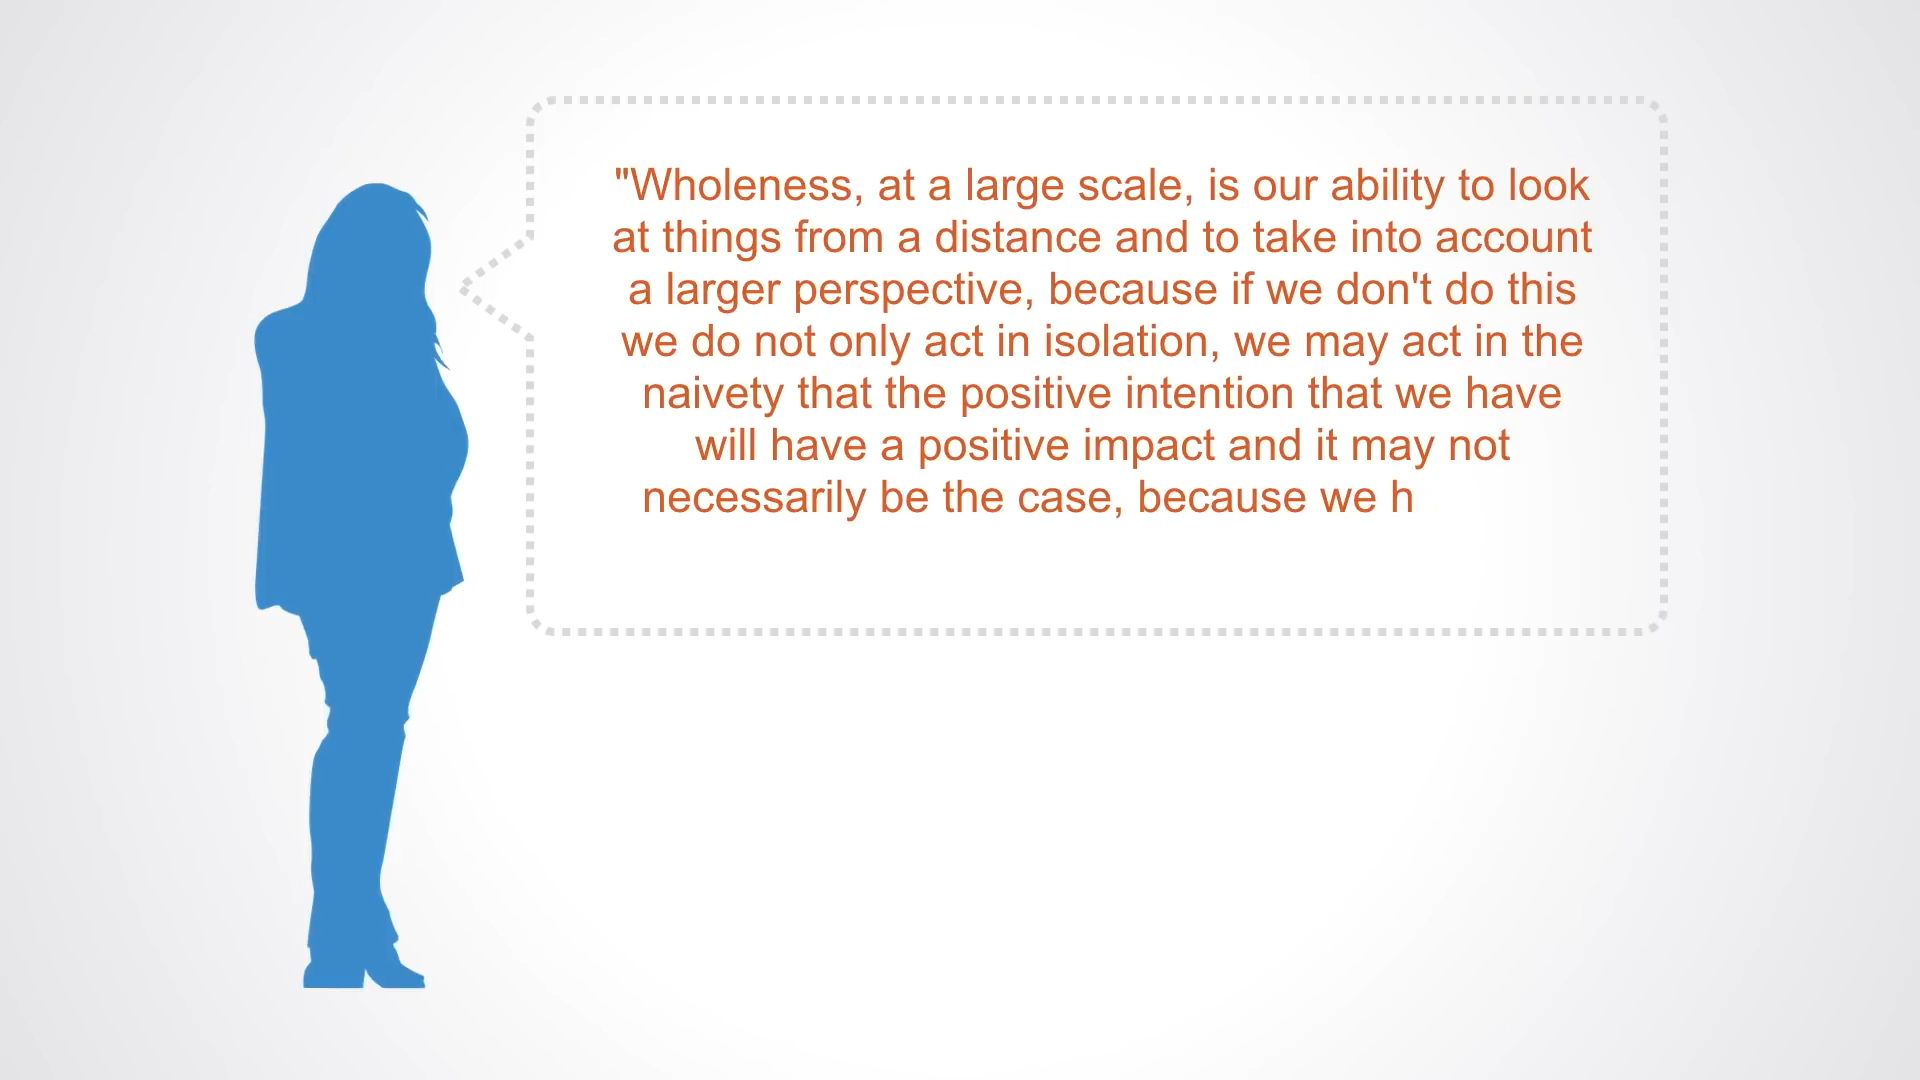 "Wholeness, at a large scale, is our ability to look
at things from a distance and to take into account
a larger perspective, because if we don't do this
we do not only act in isolation, we may act in the
naivety that the positive intention that we have
will have a positive impact and it may not
necessarily be the case, because we h